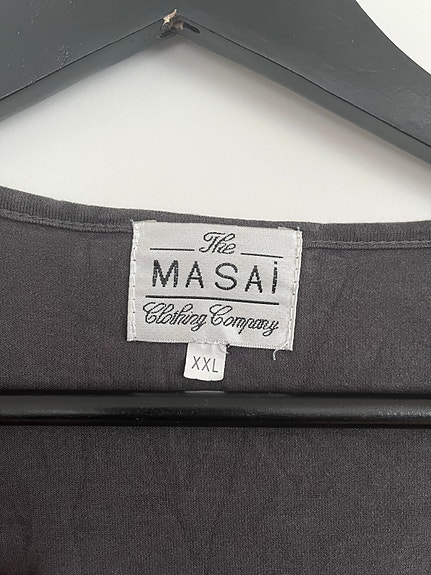 The
MASAi
Clothing Company
XXL